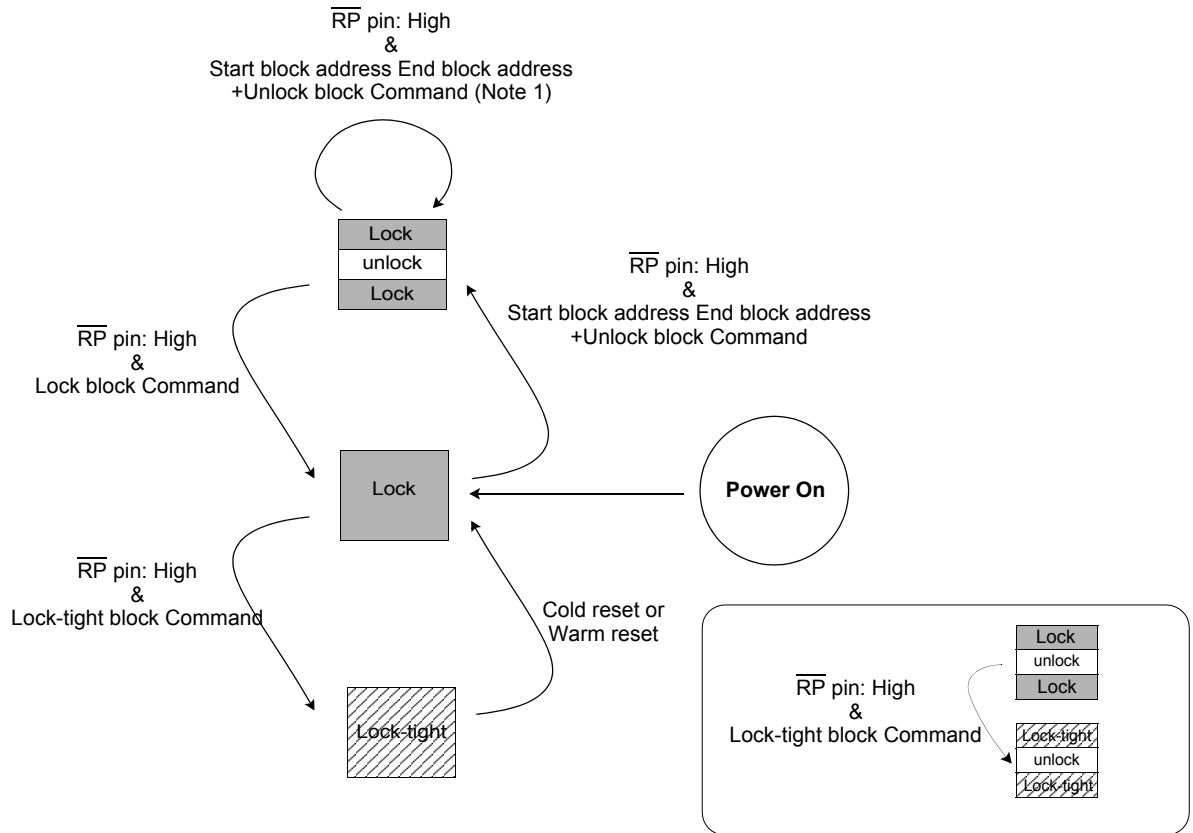 RP pin: High
&
Start block address End block address
+Unlock block Command (Note 1)
Lock
unlock
Lock
RP pin: High
&
Start block address End block address
+Unlock block Command
RP pin: High
&
Lock block Command
Lock
Power On
RP pin: High
&
Lock-tight block Command
Cold reset or
Warm reset
Lock-tight
RP pin: High
&
Lock-tight block Command
Lock
unlock
Lock
Lock-tight
unlock
Lock-tight